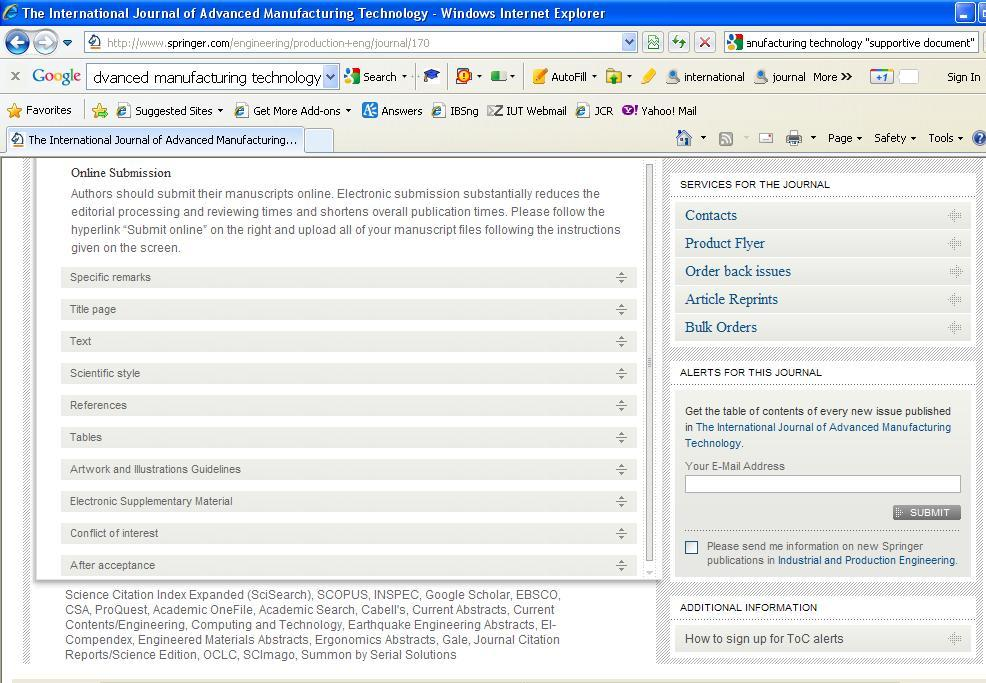 The International Journal of Advanced Manufacturing Technology - Windows Internet Explorer
http://www.springer.com/engineering/production+eng/journal/170
anufacturing technology "supportive document"
x Google
dvanced manufacturing technology
Search
AutoFill
international
journal
More >>
+1
Sign In
Favorites
Suggested Sites
Get More Add-ons
Answers
IBSng
IUT Webmail
JCR
Yahoo! Mail
The International Journal of Advanced Manufacturing...
Page
Safety
Tools
Online Submission
Authors should submit their manuscripts online. Electronic submission substantially reduces the
editorial processing and reviewing times and shortens overall publication times. Please follow the
hyperlink “Submit online” on the right and upload all of your manuscript files following the instructions
given on the screen.
Specific remarks
Title page
Text
Scientific style
References
Tables
Artwork and Illustrations Guidelines
Electronic Supplementary Material
Conflict of interest
After acceptance
Science Citation Index Expanded (SciSearch), SCOPUS, INSPEC, Google Scholar, EBSCO,
CSA, ProQuest, Academic OneFile, Academic Search, Cabell's, Current Abstracts, Current
Contents/Engineering, Computing and Technology, Earthquake Engineering Abstracts, EI-
Compendex, Engineered Materials Abstracts, Ergonomics Abstracts, Gale, Journal Citation
Reports/Science Edition, OCLC, SCImago, Summon by Serial Solutions
SERVICES FOR THE JOURNAL
Contacts
Product Flyer
Order back issues
Article Reprints
Bulk Orders
ALERTS FOR THIS JOURNAL
Get the table of contents of every new issue published
in The International Journal of Advanced Manufacturing
Technology.
Your E-Mail Address
SUBMIT
Please send me information on new Springer
publications in Industrial and Production Engineering.
ADDITIONAL INFORMATION
How to sign up for ToC alerts